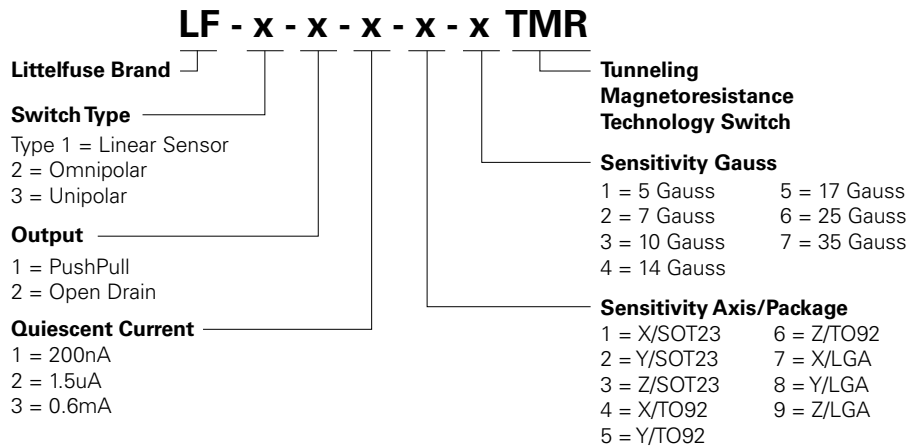 LF - x - x - x - x - x TMR
Littelfuse Brand
Switch Type
Type 1 = Linear Sensor
2 = Omnipolar
3 = Unipolar
Output
1 = PushPull
2 = Open Drain
Quiescent Current
1 = 200nA
2 = 1.5uA
3 = 0.6mA
Tunneling
Magnetoresistance
Technology Switch
Sensitivity Gauss
1 = 5 Gauss
2 = 7 Gauss
3 = 10 Gauss
4 = 14 Gauss
5 = 17 Gauss
6 = 25 Gauss
7 = 35 Gauss
Sensitivity Axis/Package
1 = X/SOT23
2 = Y/SOT23
3 = Z/SOT23
4 = X/TO92
5 = Y/TO92
6 = Z/TO92
7 = X/LGA
8 = Y/LGA
9 = Z/LGA